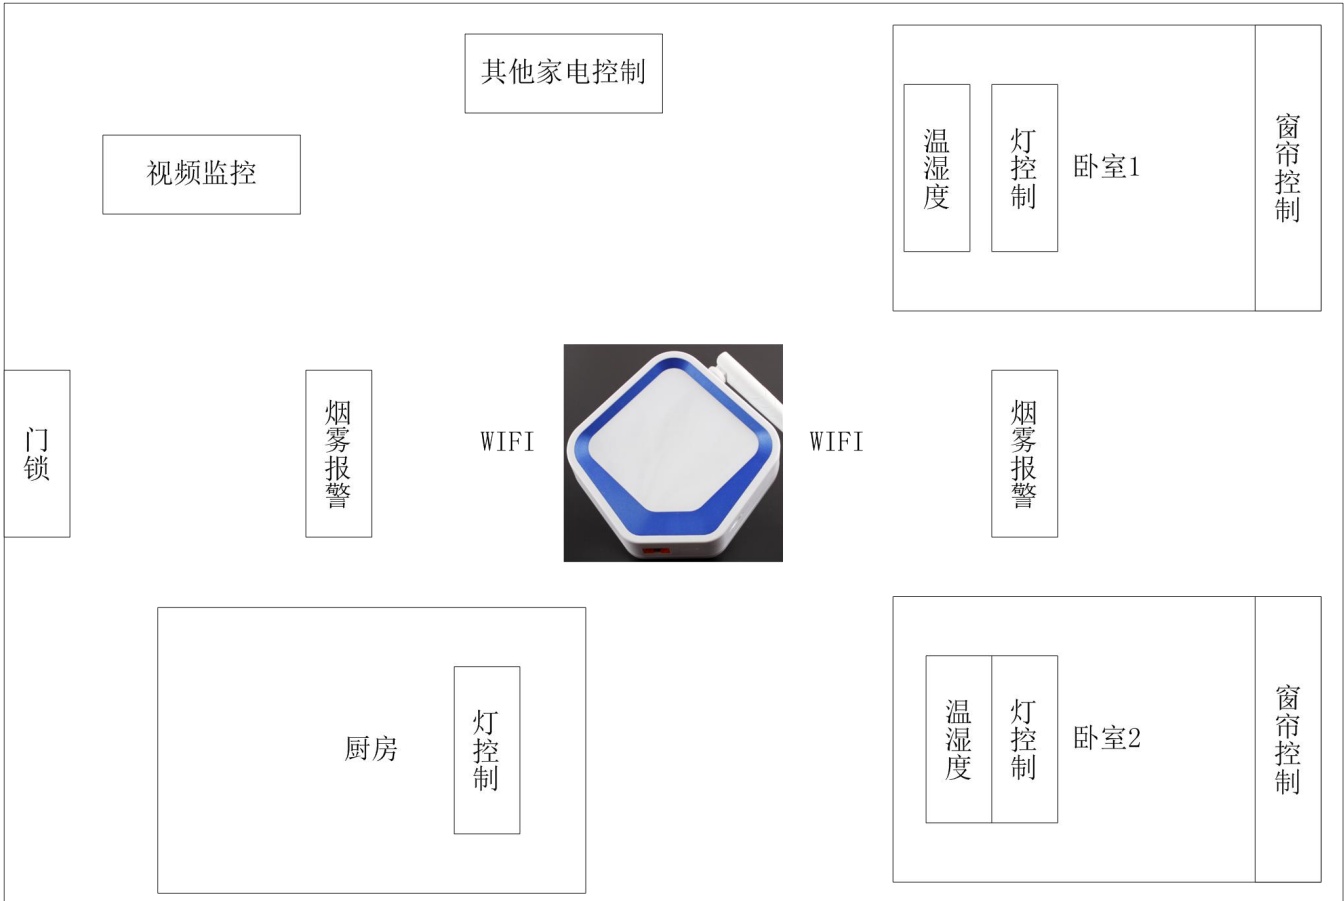 其他家电控制
视频监控
温湿度
灯控制
卧室1
窗帘控制
门锁
烟雾报警
WIFI
WIFI
烟雾报警
厨房
灯控制
温湿度
灯控制
卧室2
窗帘控制